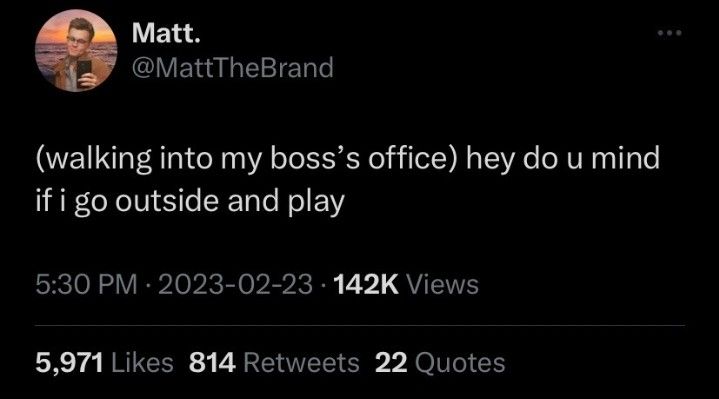 Matt.
@MattTheBrand
(walking into my boss’s office) hey do u mind
if i go outside and play
5:30 PM · 2023-02-23 · 142K Views
5,971 Likes 814 Retweets 22 Quotes